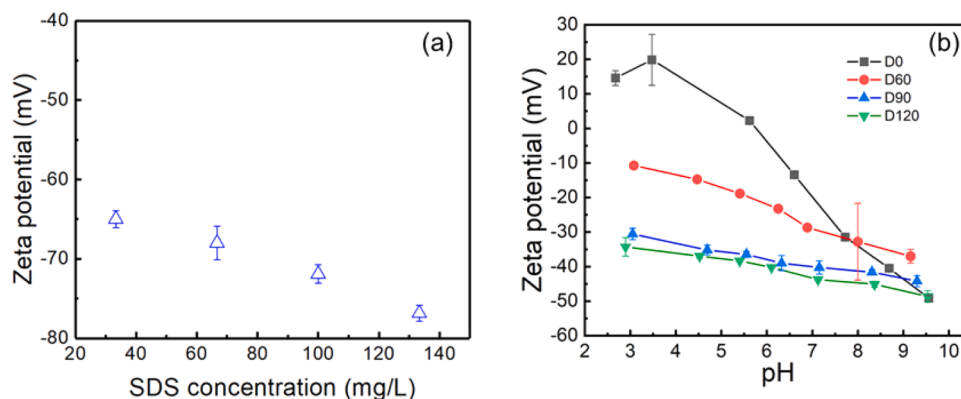 -40
-50
-60
-70
-80
20 40 60 80 100 120 140
Zeta potential (mV)
SDS concentration (mg/L)
(a)
30
20
10
0
-10
-20
-30
-40
-50
-60
2 3 4 5 6 7 8 9 10
Zeta potential (mV)
pH
(b)
D0
D60
D90
D120